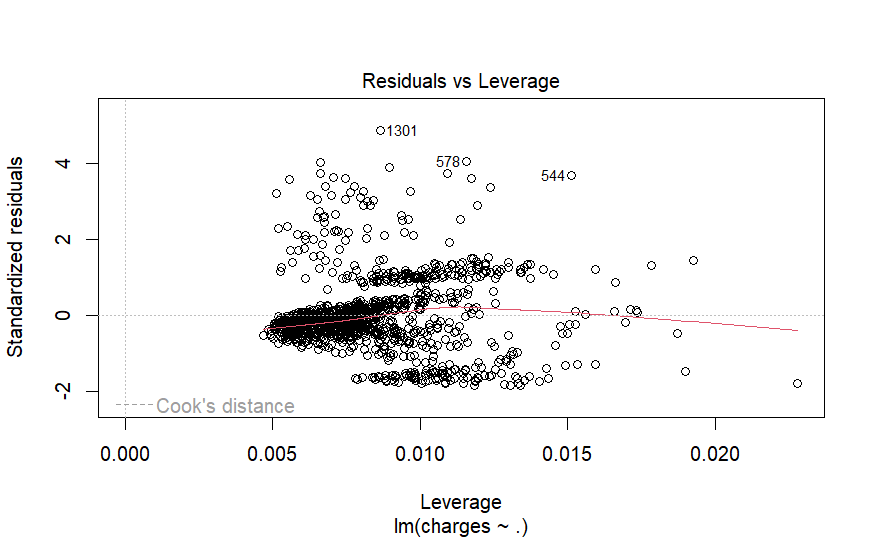 Residuals vs Leverage
Standardized residuals
4
2
0
-2
1301
578
544
Cook's distance
0.000 0.005 0.010 0.015 0.020
Leverage
lm(charges ~ .)